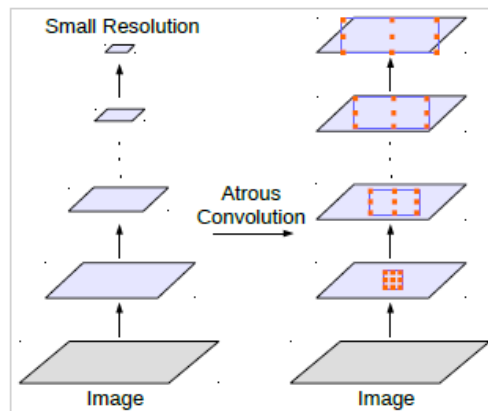 Small Resolution
Atrous
Convolution
Image
Image